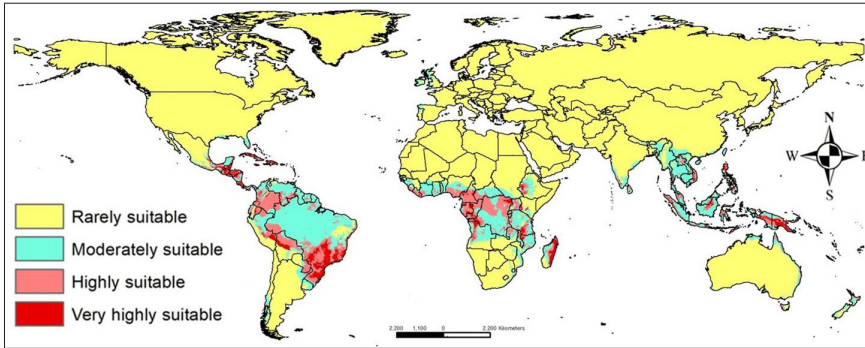 N
W E
S
Rarely suitable
Moderately suitable
Highly suitable
Very highly suitable
2,200 1,100 0 2,200 Kilometers